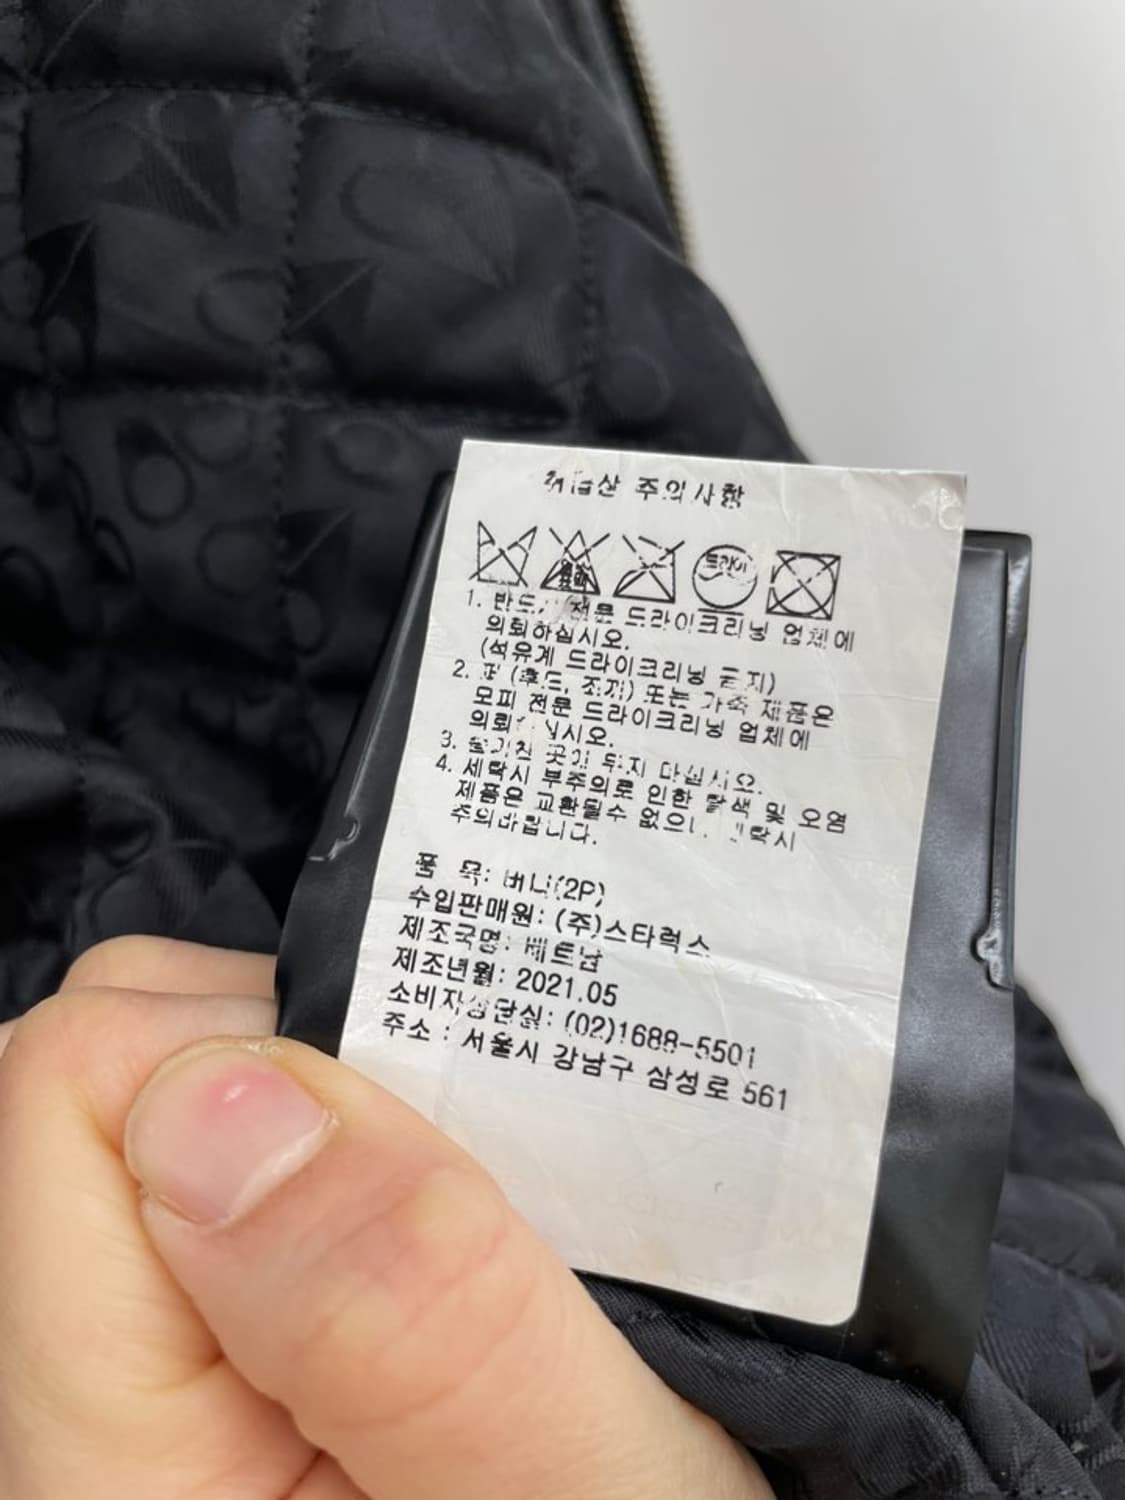 취급상 주의사항
드라이
1. 반드시 전문 드라이크리닝 업체에
의뢰하십시오.
(석유계 드라이크리닝 금지)
2. 퍼 (후드, 조끼) 또는 가죽 제품은
모피 전문 드라이크리닝 업체에
의뢰하십시오.
3. 곳에 두지 마십시오.
4. 세탁시 부주의로 인한 탈색 및 오염
제품은 교환될수 없으니 세탁시
주의바랍니다.
품 목: 버니(2P)
수입판매원: (주)스타럭스
제조국명: 베트남
제조년월: 2021.05
소비자상담실: (02)1688-5501
주소 : 서울시 강남구 삼성로 561